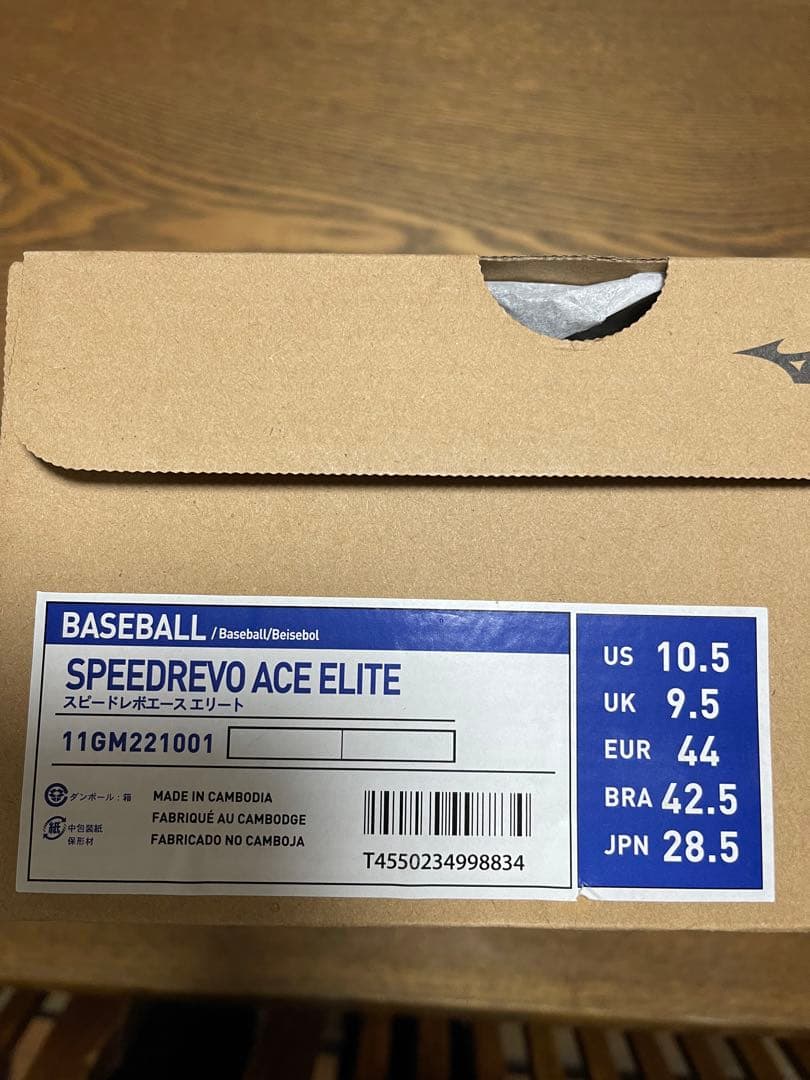 BASEBALL /Baseball/Beisebol
SPEEDREVO ACE ELITE
スピードレボエース エリート
11GM221001
ダンボール：箱
紙 中包装紙
保形材
MADE IN CAMBODIA
FABRIQUÉ AU CAMBODGE
FABRICADO NO CAMBOJA
T4550234998834
US 10.5
UK 9.5
EUR 44
BRA 42.5
JPN 28.5